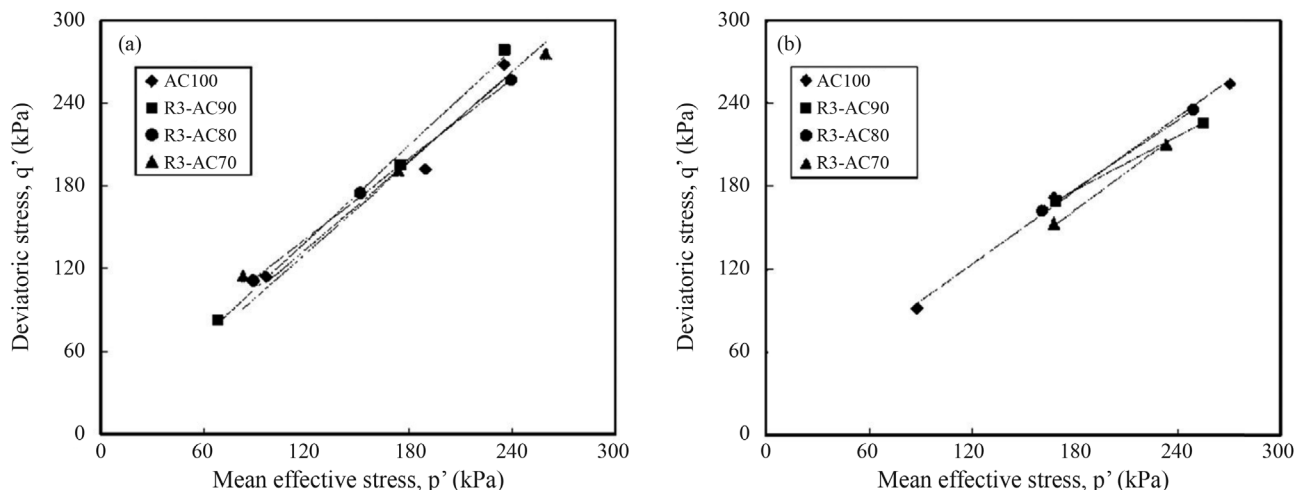 (a)
AC100
R3-AC90
R3-AC80
R3-AC70
Deviatoric stress, q’ (kPa)
300
240
180
120
60
0
0 60 120 180 240 300
Mean effective stress, p’ (kPa)
(b)
AC100
R3-AC90
R3-AC80
R3-AC70
Deviatoric stress, q’ (kPa)
300
240
180
120
60
0
0 60 120 180 240 300
Mean effective stress, p’ (kPa)